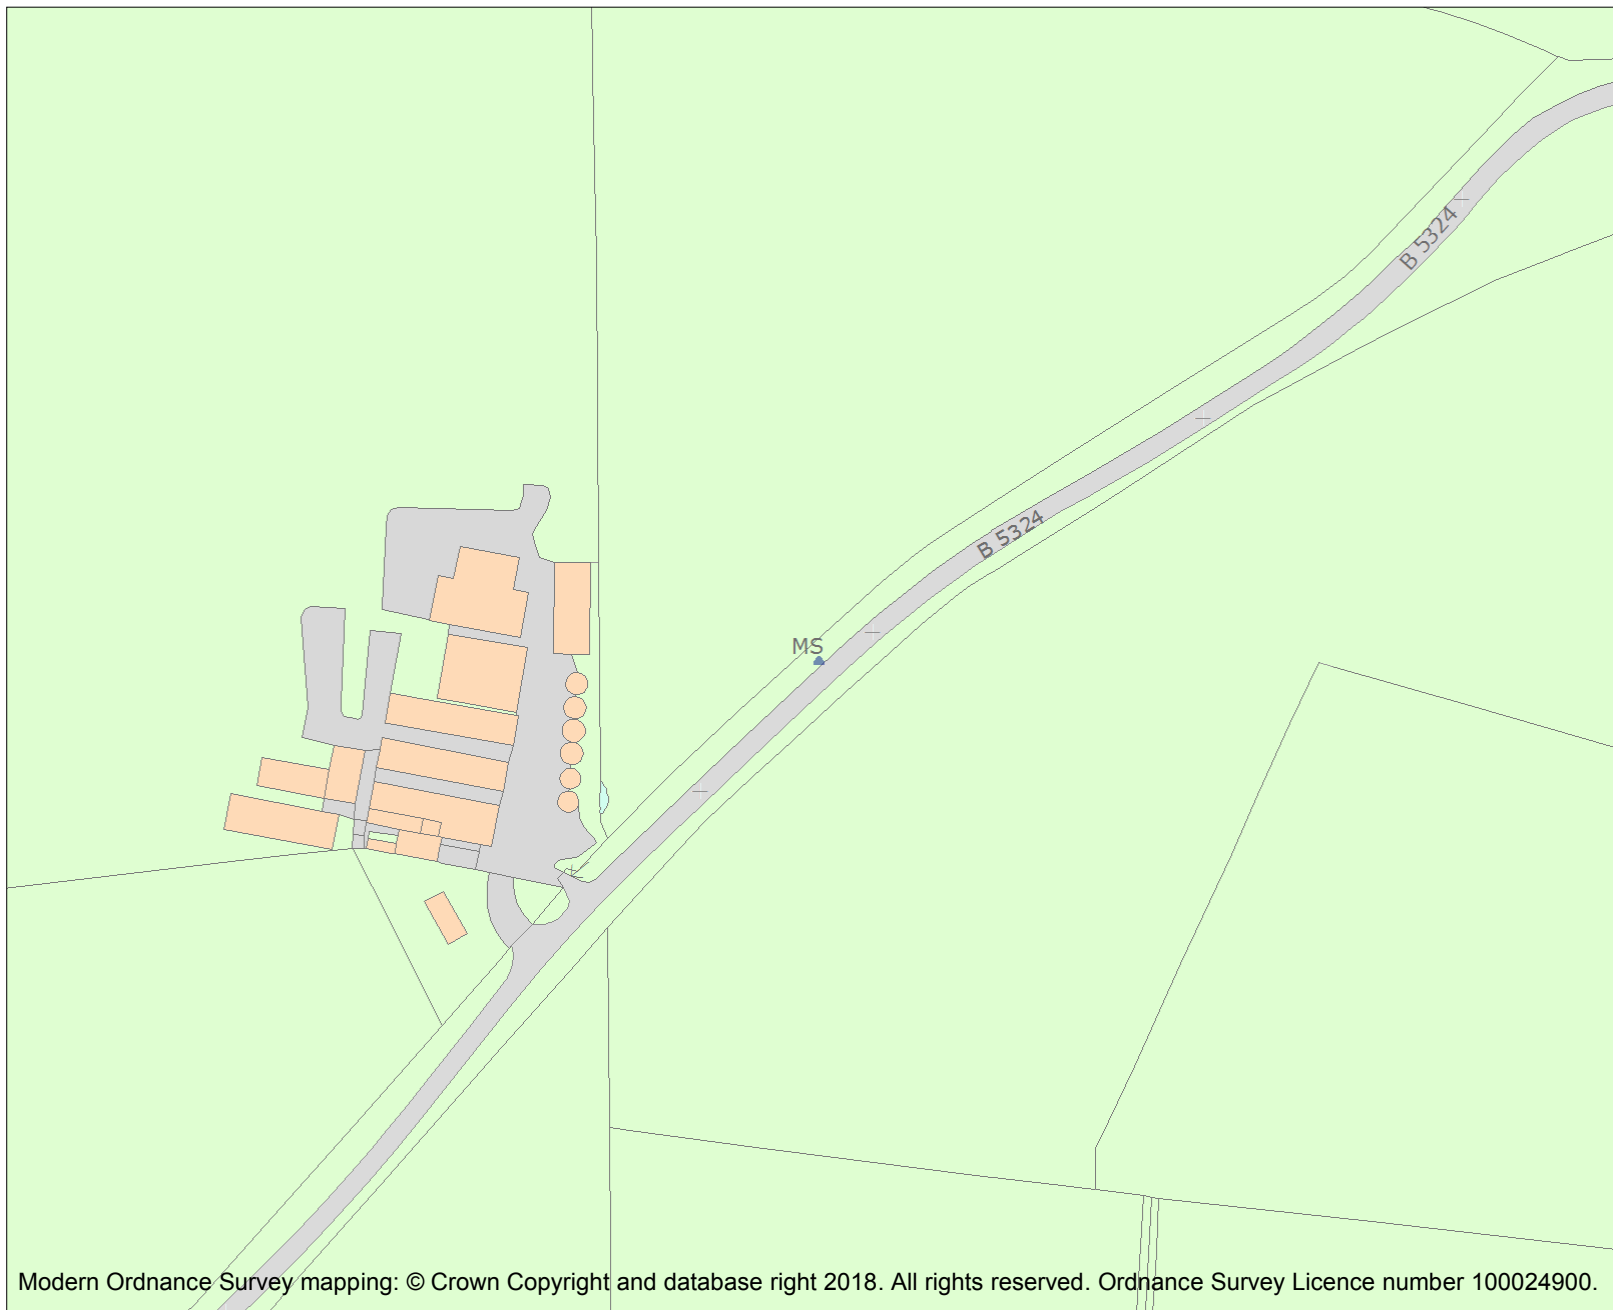 B 5324
B 5324
MS
Modern Ordnance Survey mapping: © Crown Copyright and database right 2018. All rights reserved. Ordnance Survey Licence number 100024900.